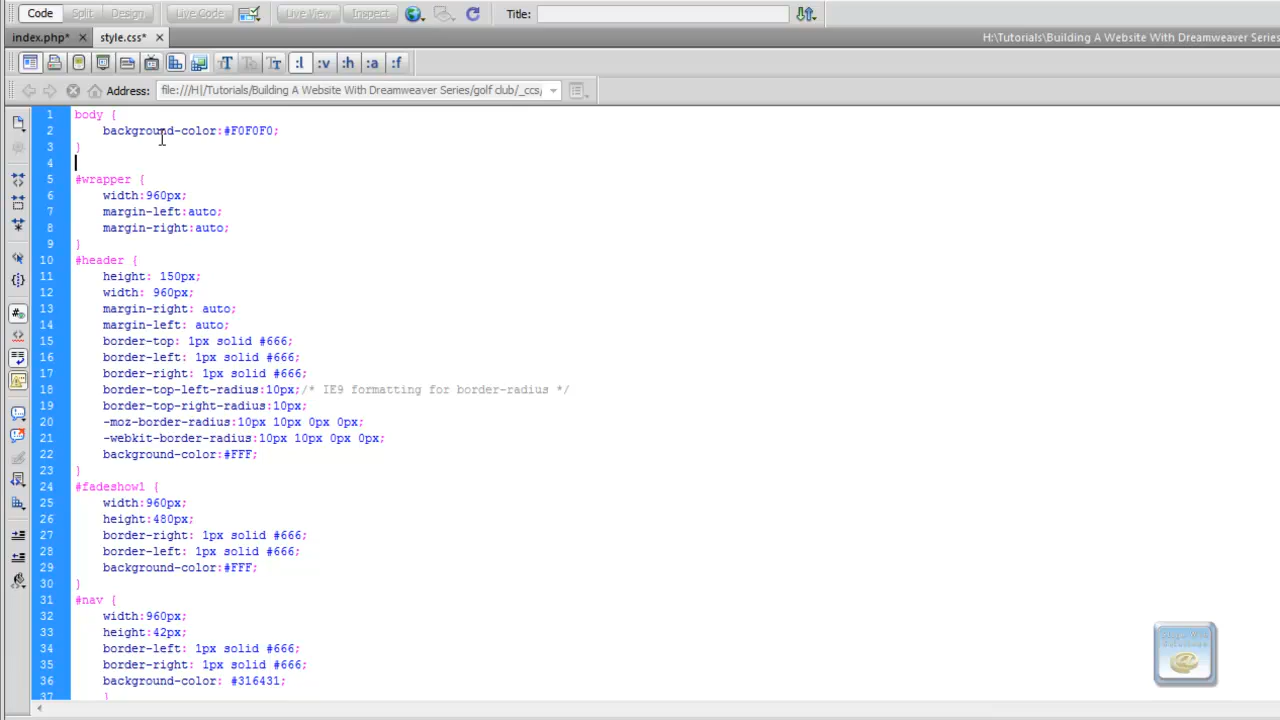 Code Split Design Live Code Live View Inspect Title:
index.php* × style.css* × H:\Tutorials\Building A Website With Dreamweaver Series
:l :v :h :a :f
Address: file:///H|/Tutorials/Building A Website With Dreamweaver Series/golf club/_ccs/
1 body {
2 background-color:#F0F0F0;
3 }
4
5 #wrapper {
6 width:960px;
7 margin-left:auto;
8 margin-right:auto;
9 }
10 #header {
11 height: 150px;
12 width: 960px;
13 margin-right: auto;
14 margin-left: auto;
15 border-top: 1px solid #666;
16 border-left: 1px solid #666;
17 border-right: 1px solid #666;
18 border-top-left-radius:10px;/* IE9 formatting for border-radius */
19 border-top-right-radius:10px;
20 -moz-border-radius:10px 10px 0px 0px;
21 -webkit-border-radius:10px 10px 0px 0px;
22 background-color:#FFF;
23 }
24 #fadeshow1 {
25 width:960px;
26 height:480px;
27 border-right: 1px solid #666;
28 border-left: 1px solid #666;
29 background-color:#FFF;
30 }
31 #nav {
32 width:960px;
33 height:42px;
34 border-left: 1px solid #666;
35 border-right: 1px solid #666;
36 background-color: #316431;
37 }